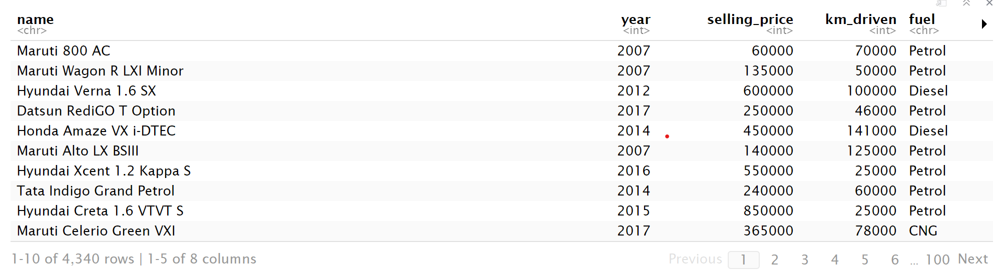 name year selling_price km_driven fuel
<chr> <int> <int> <int> <chr>
Maruti 800 AC 2007 60000 70000 Petrol
Maruti Wagon R LXI Minor 2007 135000 50000 Petrol
Hyundai Verna 1.6 SX 2012 600000 100000 Diesel
Datsun RediGO T Option 2017 250000 46000 Petrol
Honda Amaze VX i-DTEC 2014 450000 141000 Diesel
Maruti Alto LX BSIII 2007 140000 125000 Petrol
Hyundai Xcent 1.2 Kappa S 2016 550000 25000 Petrol
Tata Indigo Grand Petrol 2014 240000 60000 Petrol
Hyundai Creta 1.6 VTVT S 2015 850000 25000 Petrol
Maruti Celerio Green VXI 2017 365000 78000 CNG
1-10 of 4,340 rows | 1-5 of 8 columns Previous 1 2 3 4 5 6 ... 100 Next